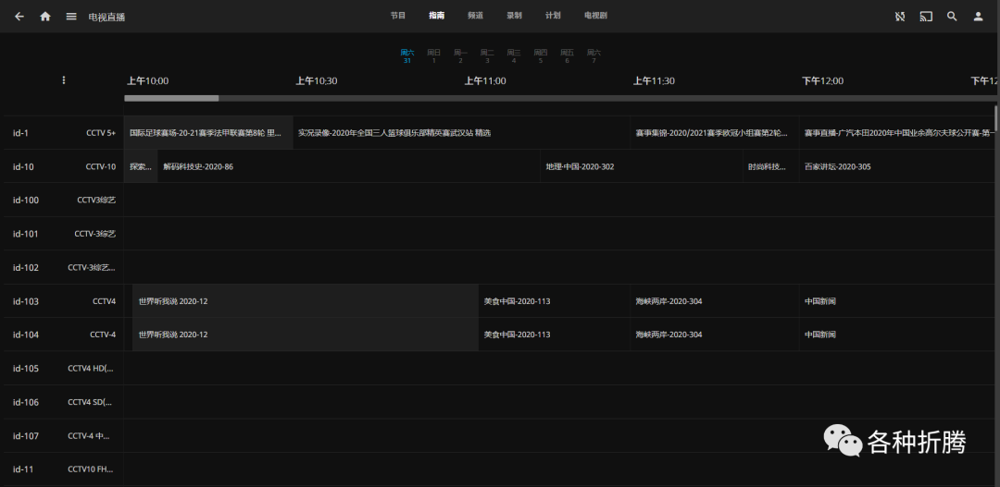 电视直播 节目 指南 频道 录制 计划 电视剧
周六 周日 周一 周二 周三 周四 周五 周六
31 1 2 3 4 5 6 7
上午10:00 上午10:30 上午11:00 上午11:30 下午12:00 下午12
id-1 CCTV 5+ 国际足球赛场-20-21赛季法甲联赛第8轮 里... 实况录像-2020年全国三人篮球俱乐部精英赛武汉站 精选 赛事集锦-2020/2021赛季欧冠小组赛第2轮... 赛事直播-广汽本田2020年中国业余高尔夫球公开赛-第一
id-10 CCTV-10 探索... 解码科技史-2020-86 地理·中国-2020-302 时尚科技... 百家讲坛-2020-305
id-100 CCTV3综艺
id-101 CCTV-3综艺
id-102 CCTV-3综艺...
id-103 CCTV4 世界听我说 2020-12 美食中国-2020-113 海峡两岸-2020-304 中国新闻
id-104 CCTV-4 世界听我说 2020-12 美食中国-2020-113 海峡两岸-2020-304 中国新闻
id-105 CCTV4 HD(...
id-106 CCTV4 SD(...
id-107 CCTV-4 中...
id-11 CCTV10 FH...
各种折腾